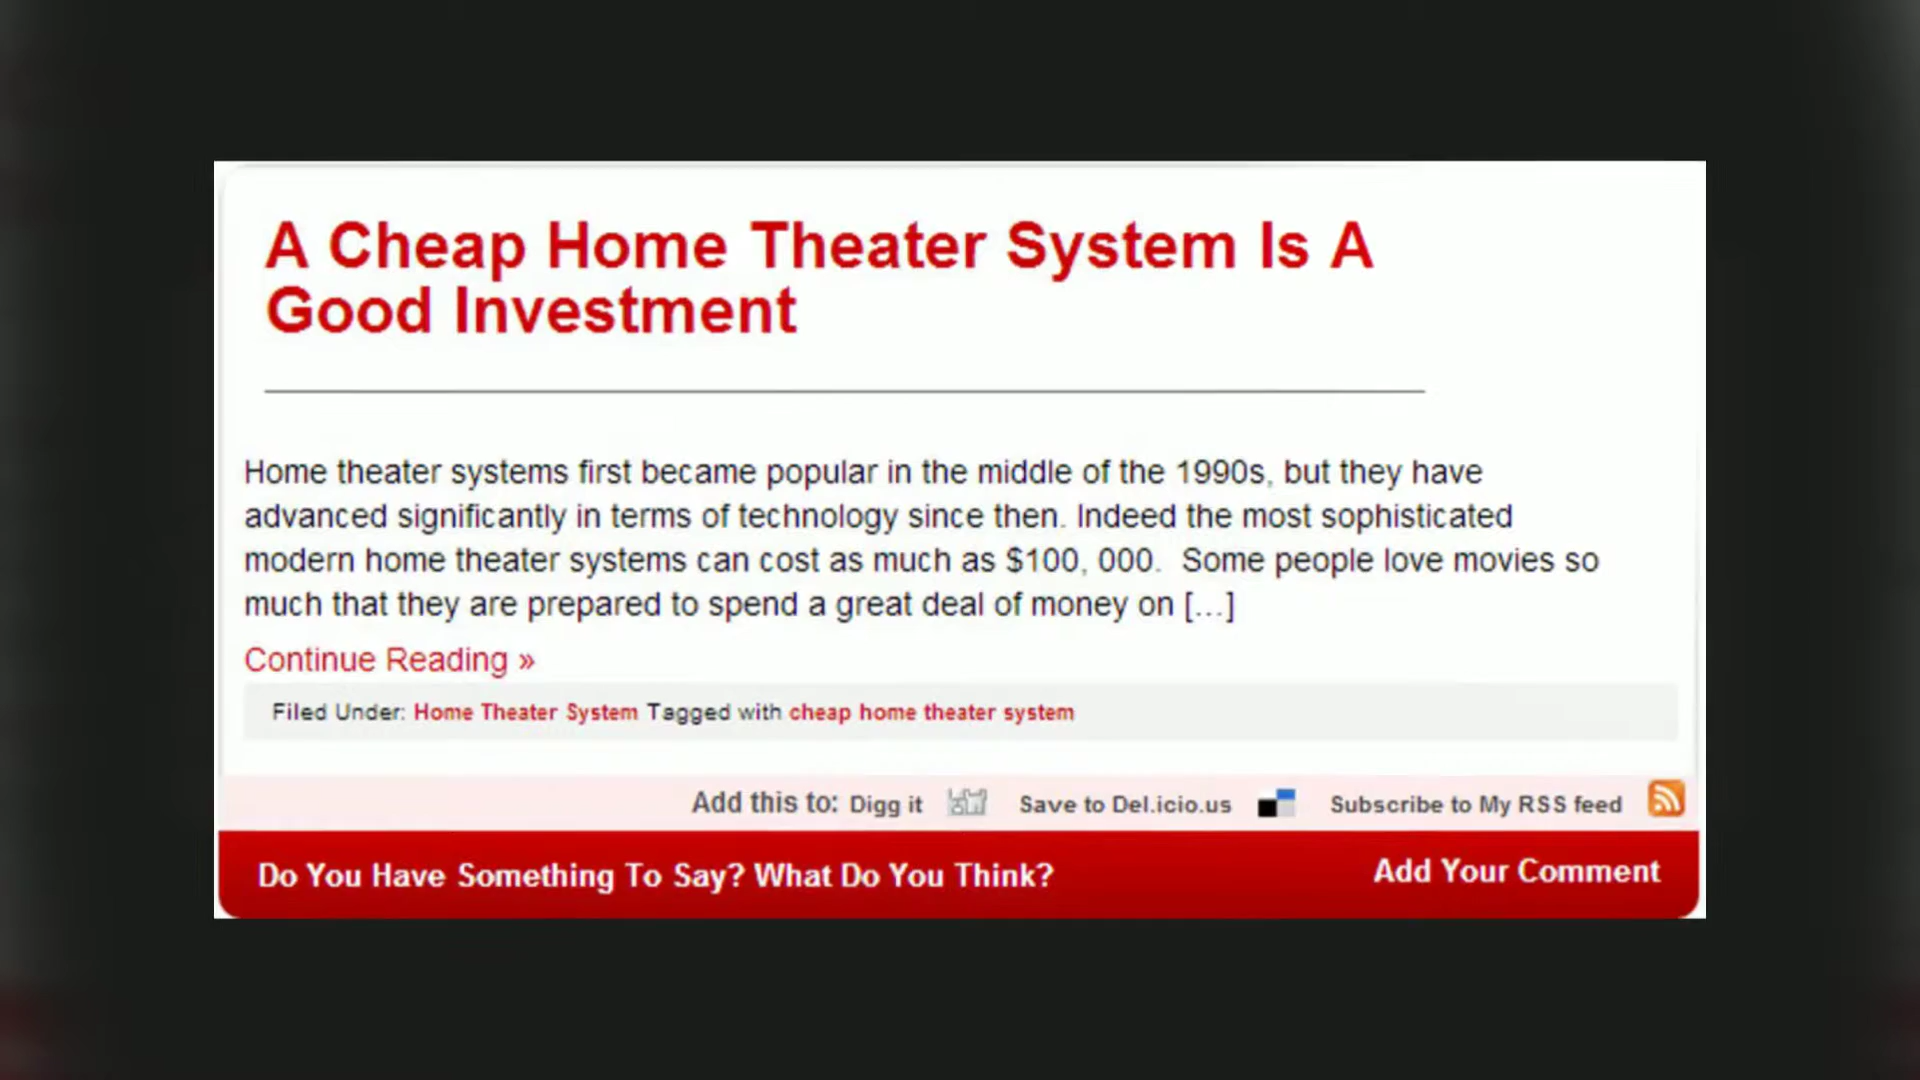 A Cheap Home Theater System Is A
Good Investment
Home theater systems first became popular in the middle of the 1990s, but they have
advanced significantly in terms of technology since then. Indeed the most sophisticated
modern home theater systems can cost as much as $100, 000.  Some people love movies so
much that they are prepared to spend a great deal of money on [...]
Continue Reading »
Filed Under: Home Theater System Tagged with cheap home theater system
Add this to: Digg it Save to Del.icio.us Subscribe to My RSS feed
Do You Have Something To Say? What Do You Think? Add Your Comment